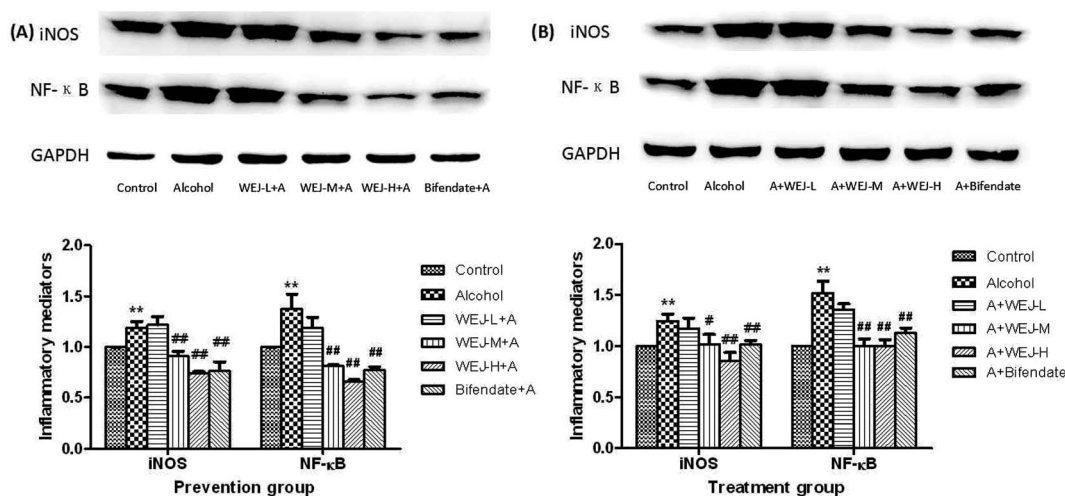 (A) iNOS
NF-κB
GAPDH
Control Alcohol WEJ-L+A WEJ-M+A WEJ-H+A Bifendate+A
Inflammatory mediators
2.0
1.5
1.0
0.5
0.0
** ## ## ##
** ## ## ##
iNOS NF-κB
Prevention group
Control
Alcohol
WEJ-L+A
WEJ-M+A
WEJ-H+A
Bifendate+A
(B) iNOS
NF-κB
GAPDH
Control Alcohol A+WEJ-L A+WEJ-M A+WEJ-H A+Bifendate
Inflammatory mediators
2.0
1.5
1.0
0.5
0.0
** # ## ##
** ## ## ##
iNOS NF-κB
Treatment group
Control
Alcohol
A+WEJ-L
A+WEJ-M
A+WEJ-H
A+Bifendate